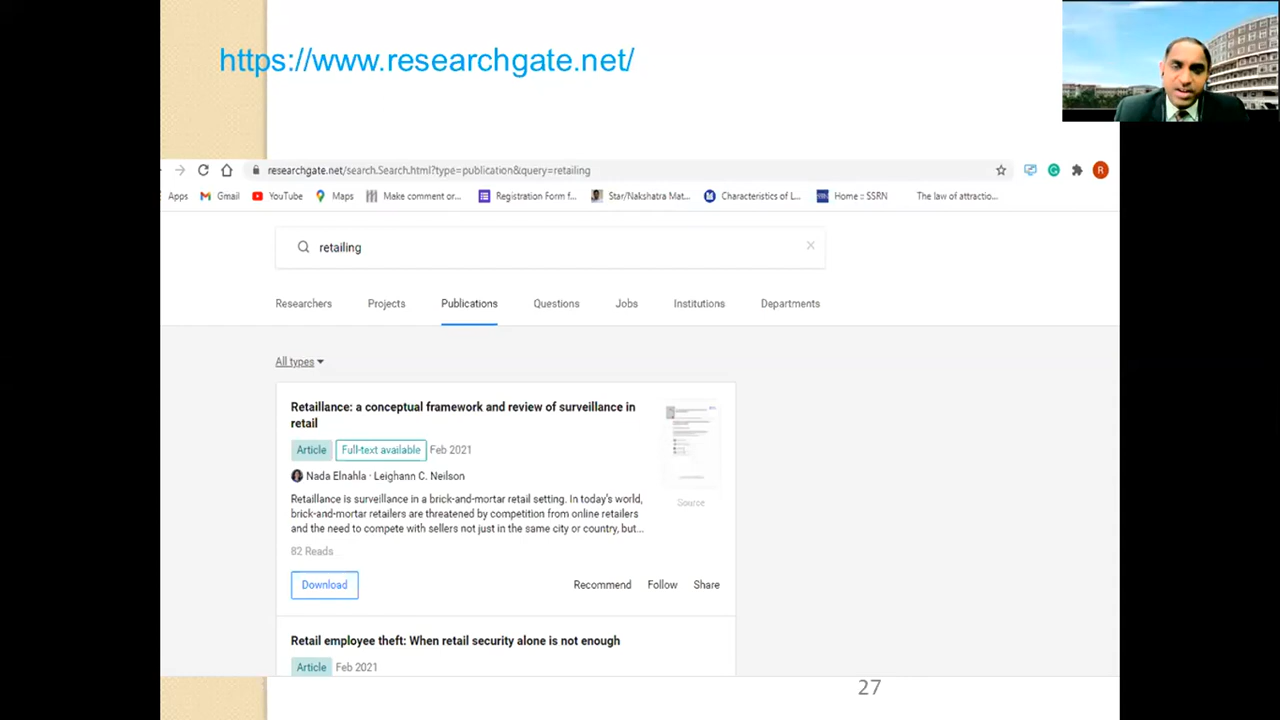 https://www.researchgate.net/
researchgate.net/search.Search.html?type=publication&query=retailing
R
Apps Gmail YouTube Maps Make comment or... Registration Form f... Star/Nakshatra Mat... Characteristics of L... Home :: SSRN The law of attractio...
retailing
Researchers Projects Publications Questions Jobs Institutions Departments
All types
Retaillance: a conceptual framework and review of surveillance in
retail
Article Full-text available Feb 2021
Nada Elnahla · Leighann C. Neilson
Retaillance is surveillance in a brick-and-mortar retail setting. In today's world,
brick-and-mortar retailers are threatened by competition from online retailers
and the need to compete with sellers not just in the same city or country, but...
Source
82 Reads
Download Recommend Follow Share
Retail employee theft: When retail security alone is not enough
Article Feb 2021
27